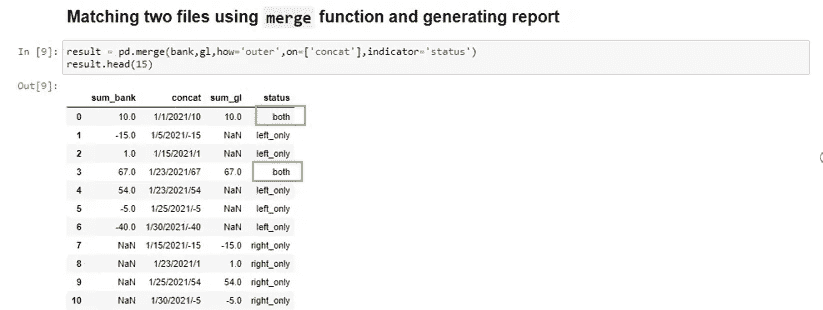 Matching two files using merge function and generating report
In [9]: result = pd.merge(bank,gl,how='outer',on=['concat'],indicator='status')
result.head(15)
Out[9]:
sum_bank concat sum_gl status
0 10.0 1/1/2021/10 10.0 both
1 -15.0 1/5/2021/-15 NaN left_only
2 1.0 1/15/2021/1 NaN left_only
3 67.0 1/23/2021/67 67.0 both
4 54.0 1/23/2021/54 NaN left_only
5 -5.0 1/25/2021/-5 NaN left_only
6 -40.0 1/30/2021/-40 NaN left_only
7 NaN 1/15/2021/-15 -15.0 right_only
8 NaN 1/23/2021/1 1.0 right_only
9 NaN 1/25/2021/54 54.0 right_only
10 NaN 1/30/2021/-5 -5.0 right_only